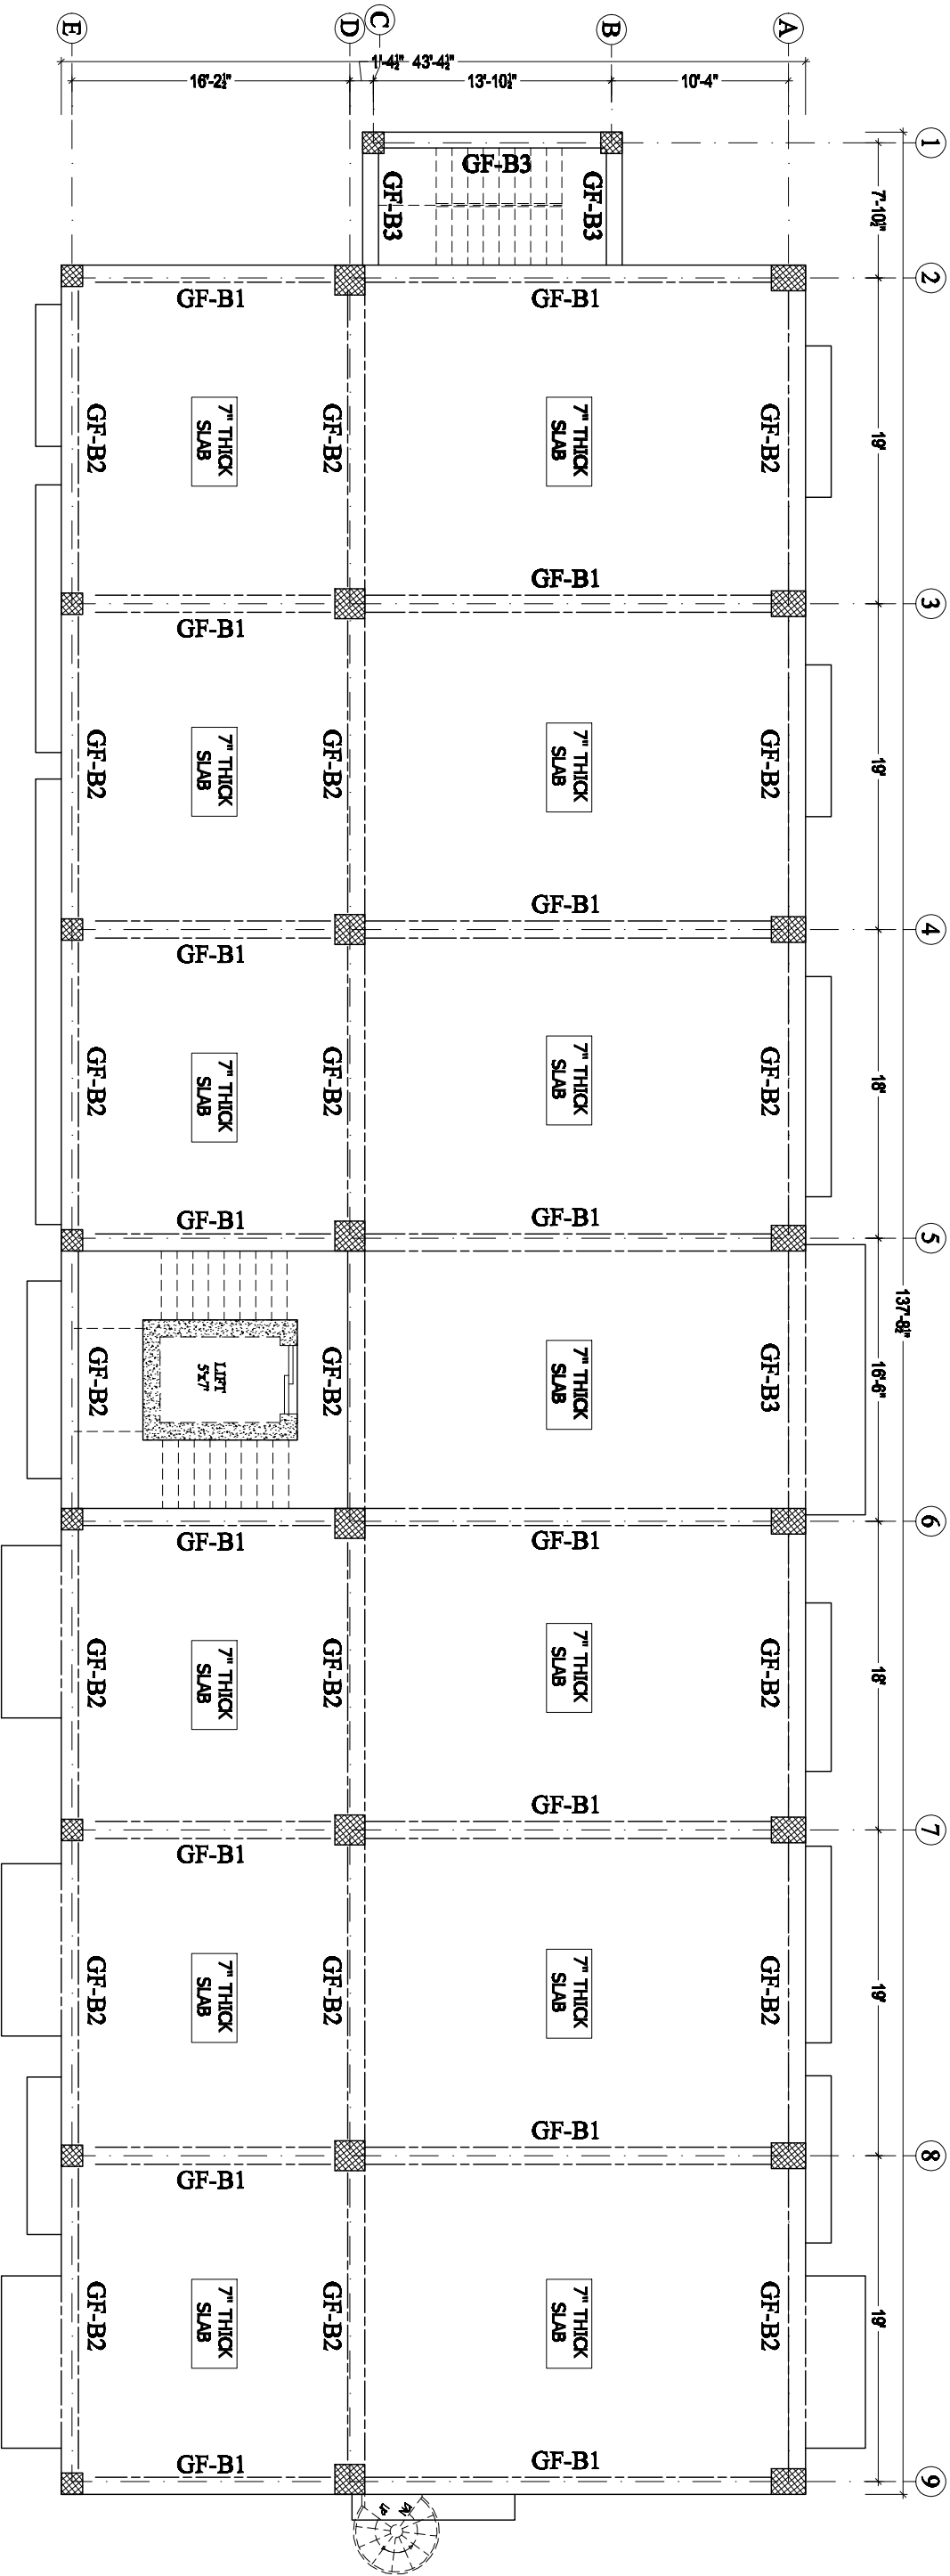 E
D
C
B
A
1'-4½" 43'-4½"
16'-2½"
13'-10½"
10'-4"
1
GF-B3
GF-B3
GF-B3
7'-10½"
2
GF-B1
GF-B1
GF-B2
7" THICK
SLAB
GF-B2
7" THICK
SLAB
GF-B2
19'
GF-B1
3
GF-B1
GF-B2
7" THICK
SLAB
GF-B2
7" THICK
SLAB
GF-B2
19'
GF-B1
4
GF-B1
GF-B2
7" THICK
SLAB
GF-B2
7" THICK
SLAB
GF-B2
18'
GF-B1
GF-B1
5
137'-8½"
GF-B2
LIFT
5'x7'
GF-B2
7" THICK
SLAB
GF-B3
16'-6"
6
GF-B1
GF-B1
GF-B2
7" THICK
SLAB
GF-B2
7" THICK
SLAB
GF-B2
18'
GF-B1
7
GF-B1
GF-B2
7" THICK
SLAB
GF-B2
7" THICK
SLAB
GF-B2
19'
GF-B1
8
GF-B1
GF-B2
7" THICK
SLAB
GF-B2
7" THICK
SLAB
GF-B2
19'
GF-B1
GF-B1
9
UP